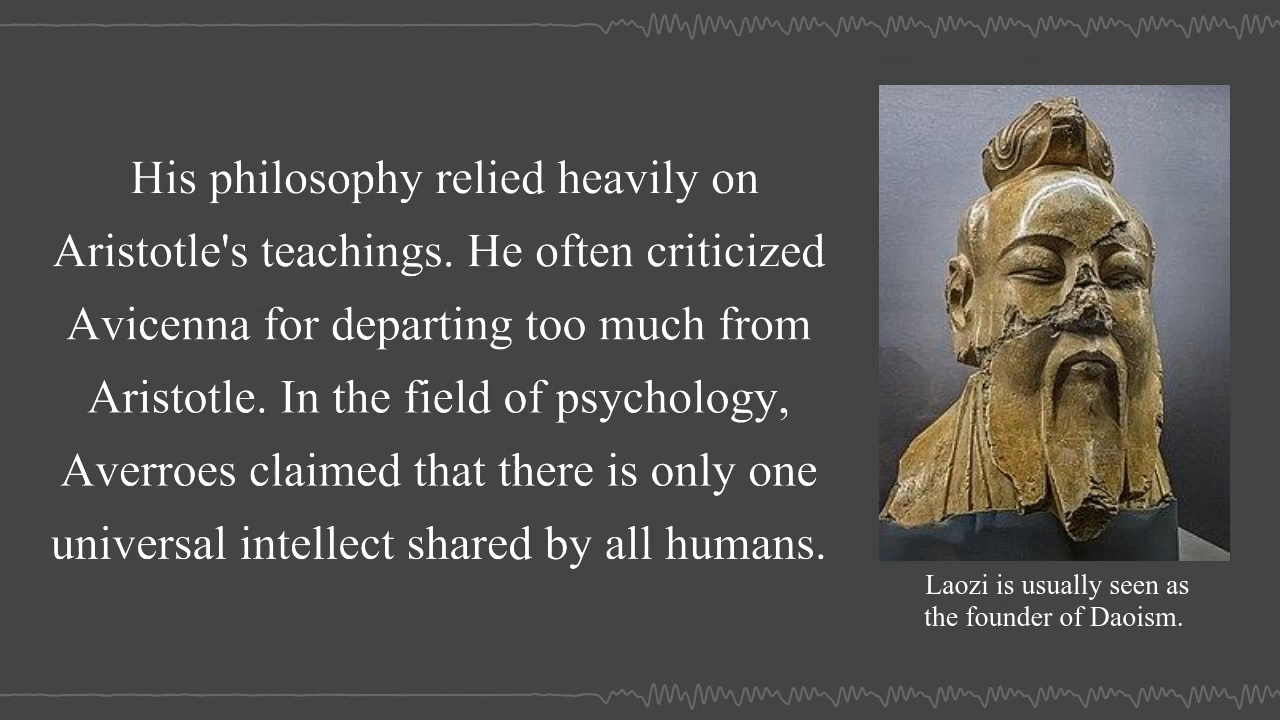 His philosophy relied heavily on
Aristotle's teachings. He often criticized
Avicenna for departing too much from
Aristotle. In the field of psychology,
Averroes claimed that there is only one
universal intellect shared by all humans.
Laozi is usually seen as
the founder of Daoism.